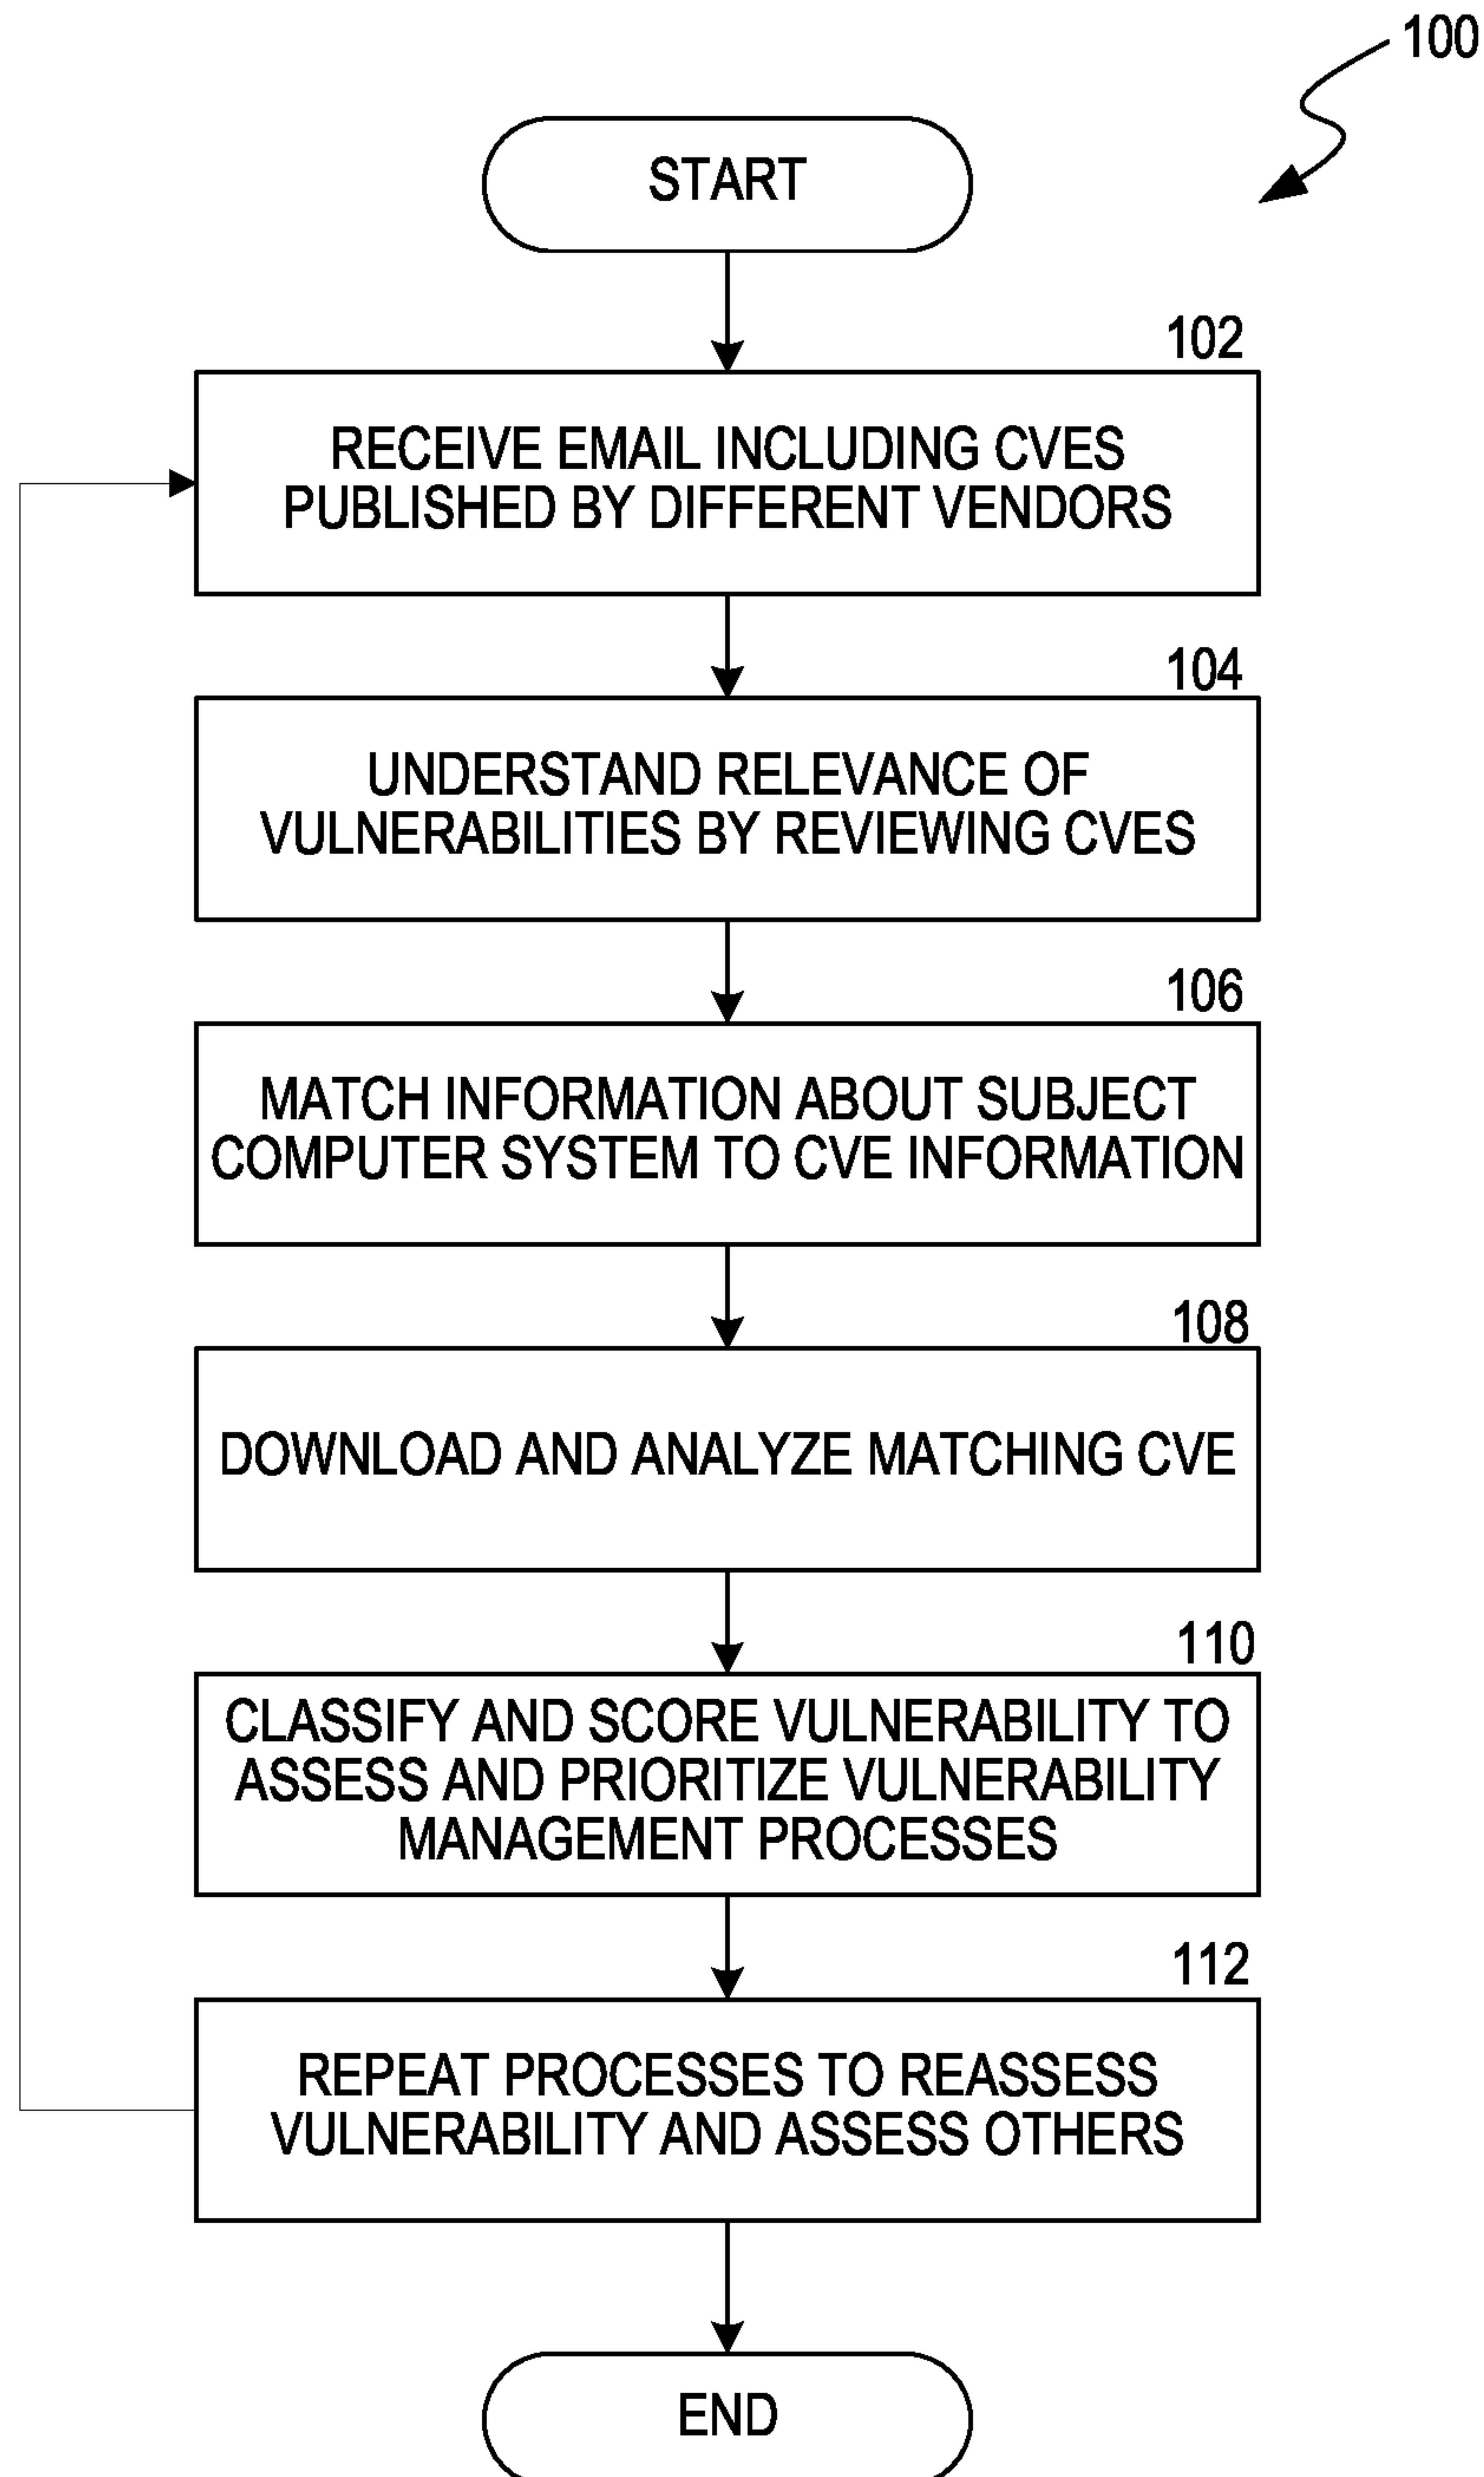 100
START
102
RECEIVE EMAIL INCLUDING CVES
PUBLISHED BY DIFFERENT VENDORS
104
UNDERSTAND RELEVANCE OF
VULNERABILITIES BY REVIEWING CVES
106
MATCH INFORMATION ABOUT SUBJECT
COMPUTER SYSTEM TO CVE INFORMATION
108
DOWNLOAD AND ANALYZE MATCHING CVE
110
CLASSIFY AND SCORE VULNERABILITY TO
ASSESS AND PRIORITIZE VULNERABILITY
MANAGEMENT PROCESSES
112
REPEAT PROCESSES TO REASSESS
VULNERABILITY AND ASSESS OTHERS
END